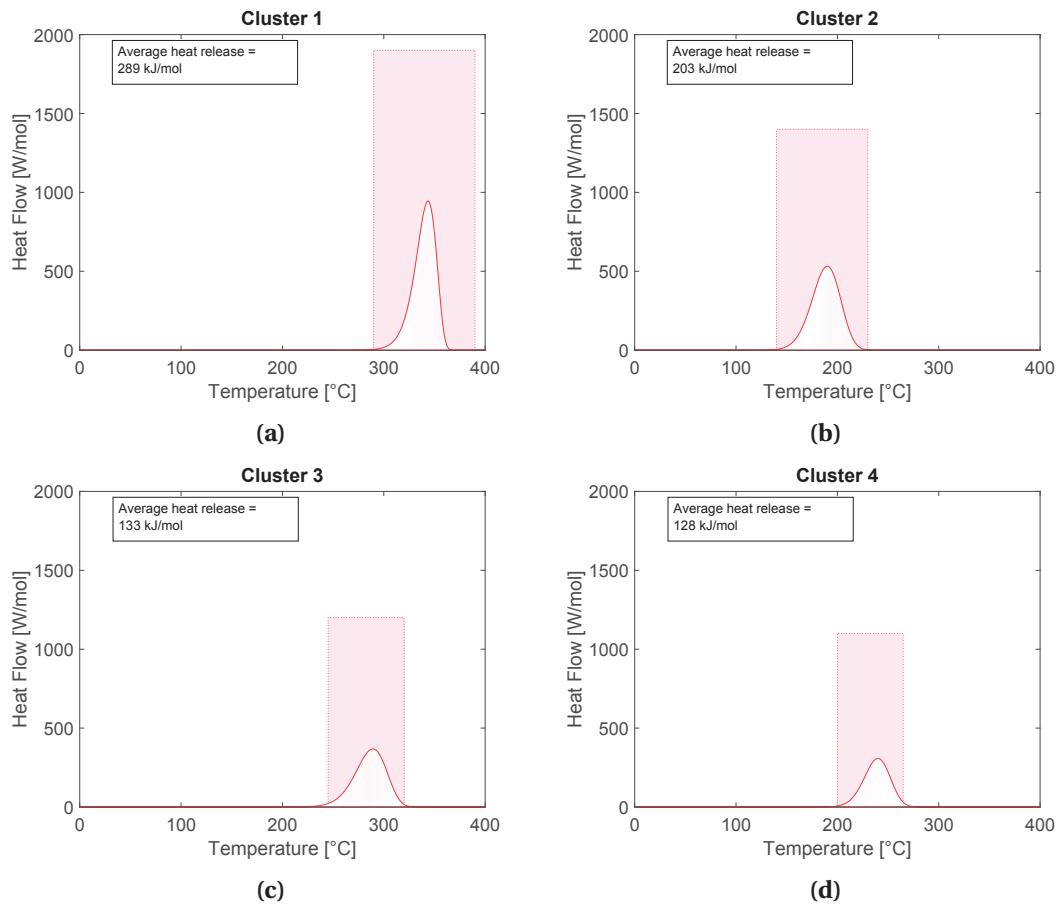 Cluster 1
2000
1500
1000
500
0
Heat Flow [W/mol]
Average heat release =
289 kJ/mol
0 100 200 300 400
Temperature [°C]
(a)
Cluster 2
2000
1500
1000
500
0
Heat Flow [W/mol]
Average heat release =
203 kJ/mol
0 100 200 300 400
Temperature [°C]
(b)
Cluster 3
2000
1500
1000
500
0
Heat Flow [W/mol]
Average heat release =
133 kJ/mol
0 100 200 300 400
Temperature [°C]
(c)
Cluster 4
2000
1500
1000
500
0
Heat Flow [W/mol]
Average heat release =
128 kJ/mol
0 100 200 300 400
Temperature [°C]
(d)